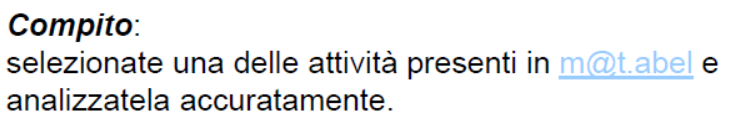 Compito:
selezionate una delle attività presenti in m@t.abel e
analizzatela accuratamente.